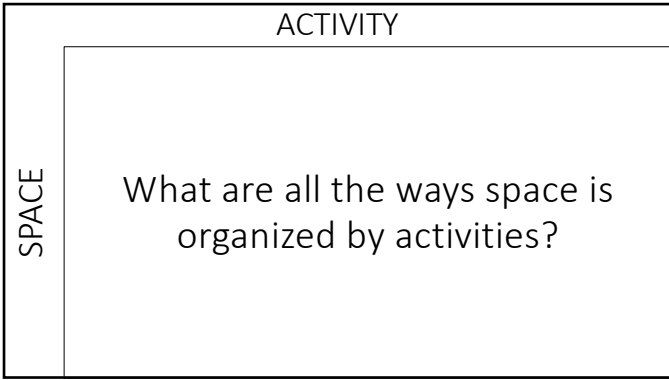 ACTIVITY
SPACE
What are all the ways space is
organized by activities?